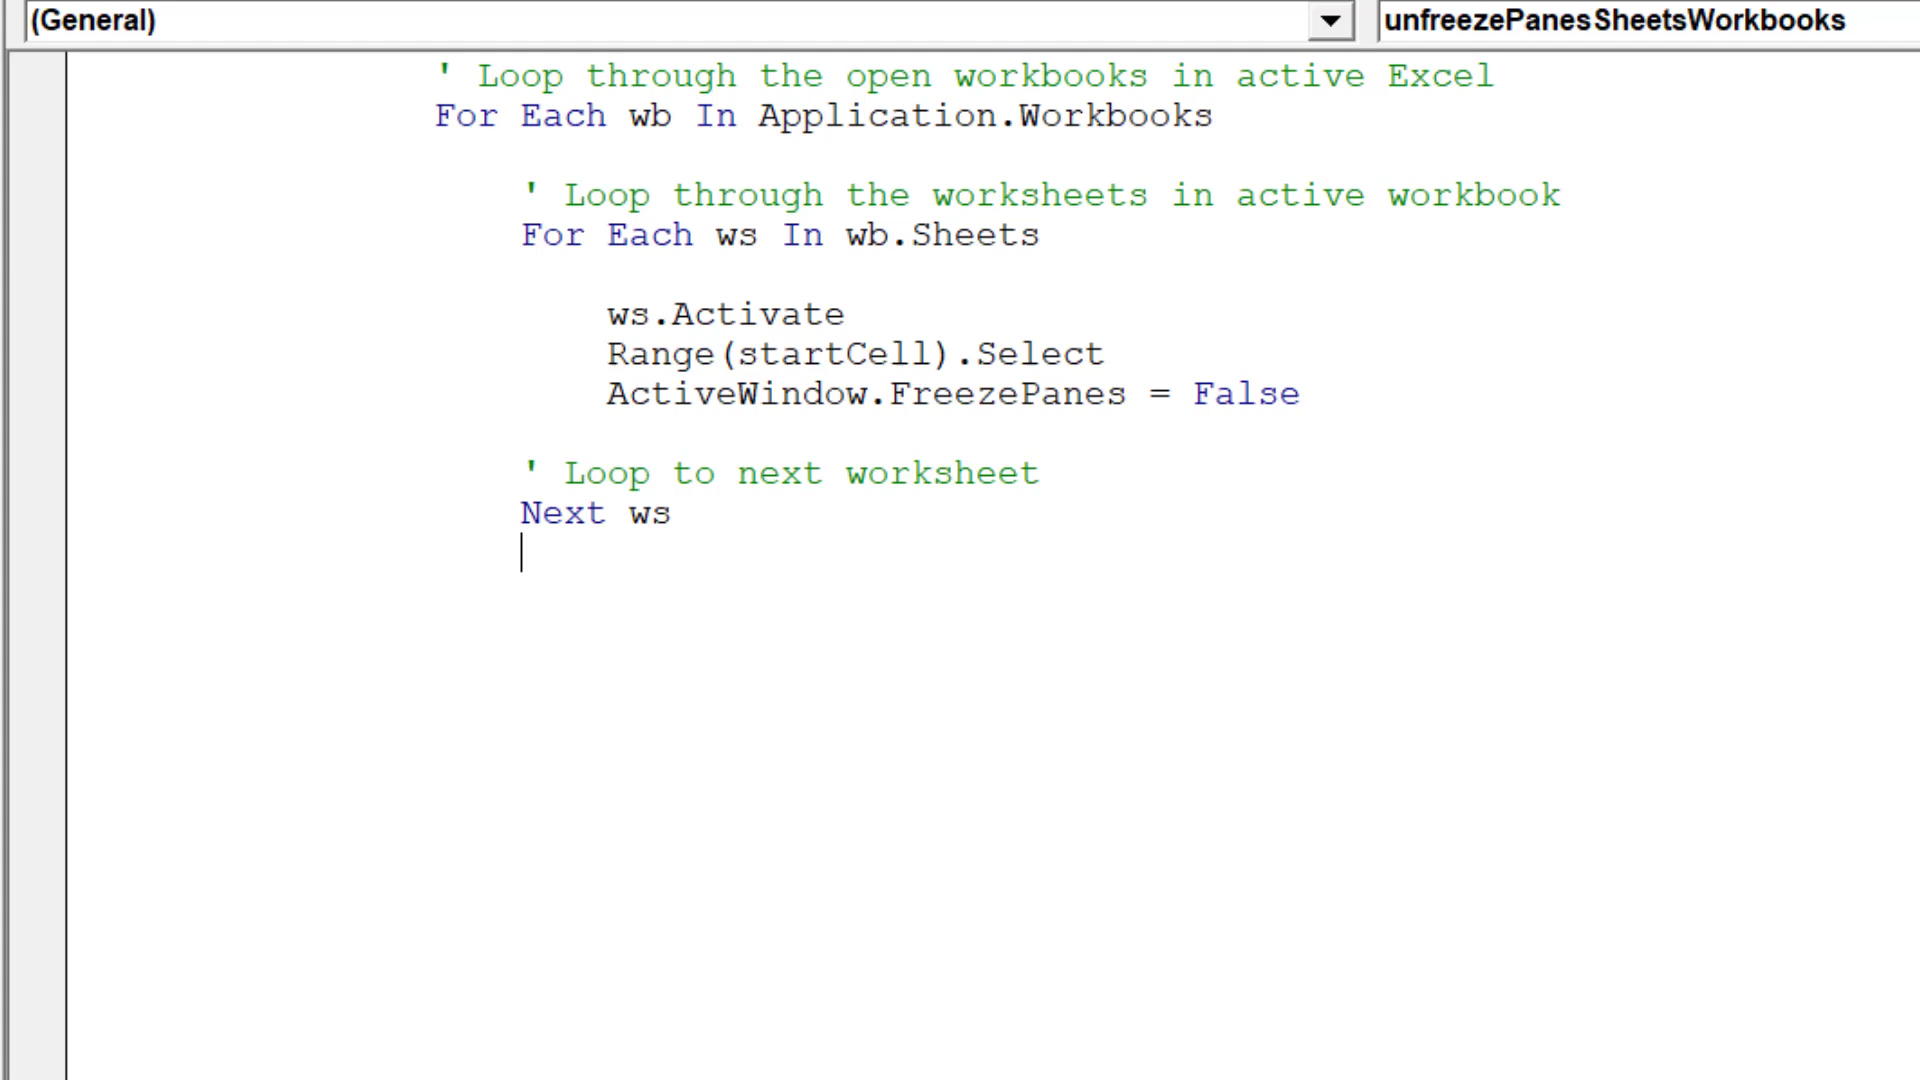 (General)
unfreezePanesSheetsWorkbooks
' Loop through the open workbooks in active Excel
For Each wb In Application.Workbooks
' Loop through the worksheets in active workbook
For Each ws In wb.Sheets
ws.Activate
Range(startCell).Select
ActiveWindow.FreezePanes = False
' Loop to next worksheet
Next ws